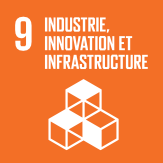 9 INDUSTRIE,
INNOVATION ET
INFRASTRUCTURE